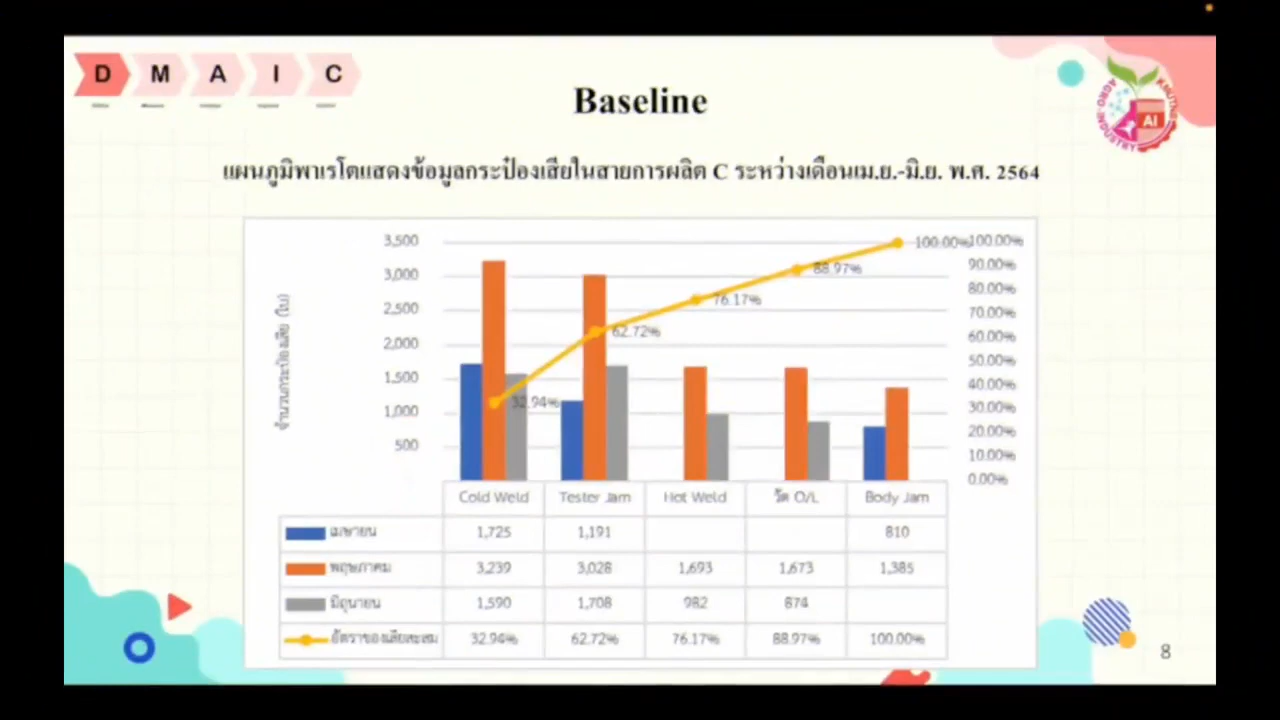 D M A I C
Baseline
AGRO-INDUSTRY
AI
แผนภูมิพาเรโตแสดงข้อมูลกระป๋องเสียในสายการผลิต C ระหว่างเดือนเม.ย.-มิ.ย. พ.ศ. 2564
จำนวนกระป๋องเสีย (ใบ)
3,500
3,000
2,500
2,000
1,500
1,000
500
32.94%
62.72%
76.17%
88.97%
100.00%
100.00%
90.00%
80.00%
70.00%
60.00%
50.00%
40.00%
30.00%
20.00%
10.00%
0.00%
Cold Weld Tester Jam Hot Weld วัด O/L Body Jam
เมษายน 1,725 1,191 810
พฤษภาคม 3,239 3,028 1,693 1,673 1,385
มิถุนายน 1,590 1,708 982 874
อัตราของเสียสะสม 32.94% 62.72% 76.17% 88.97% 100.00%
8